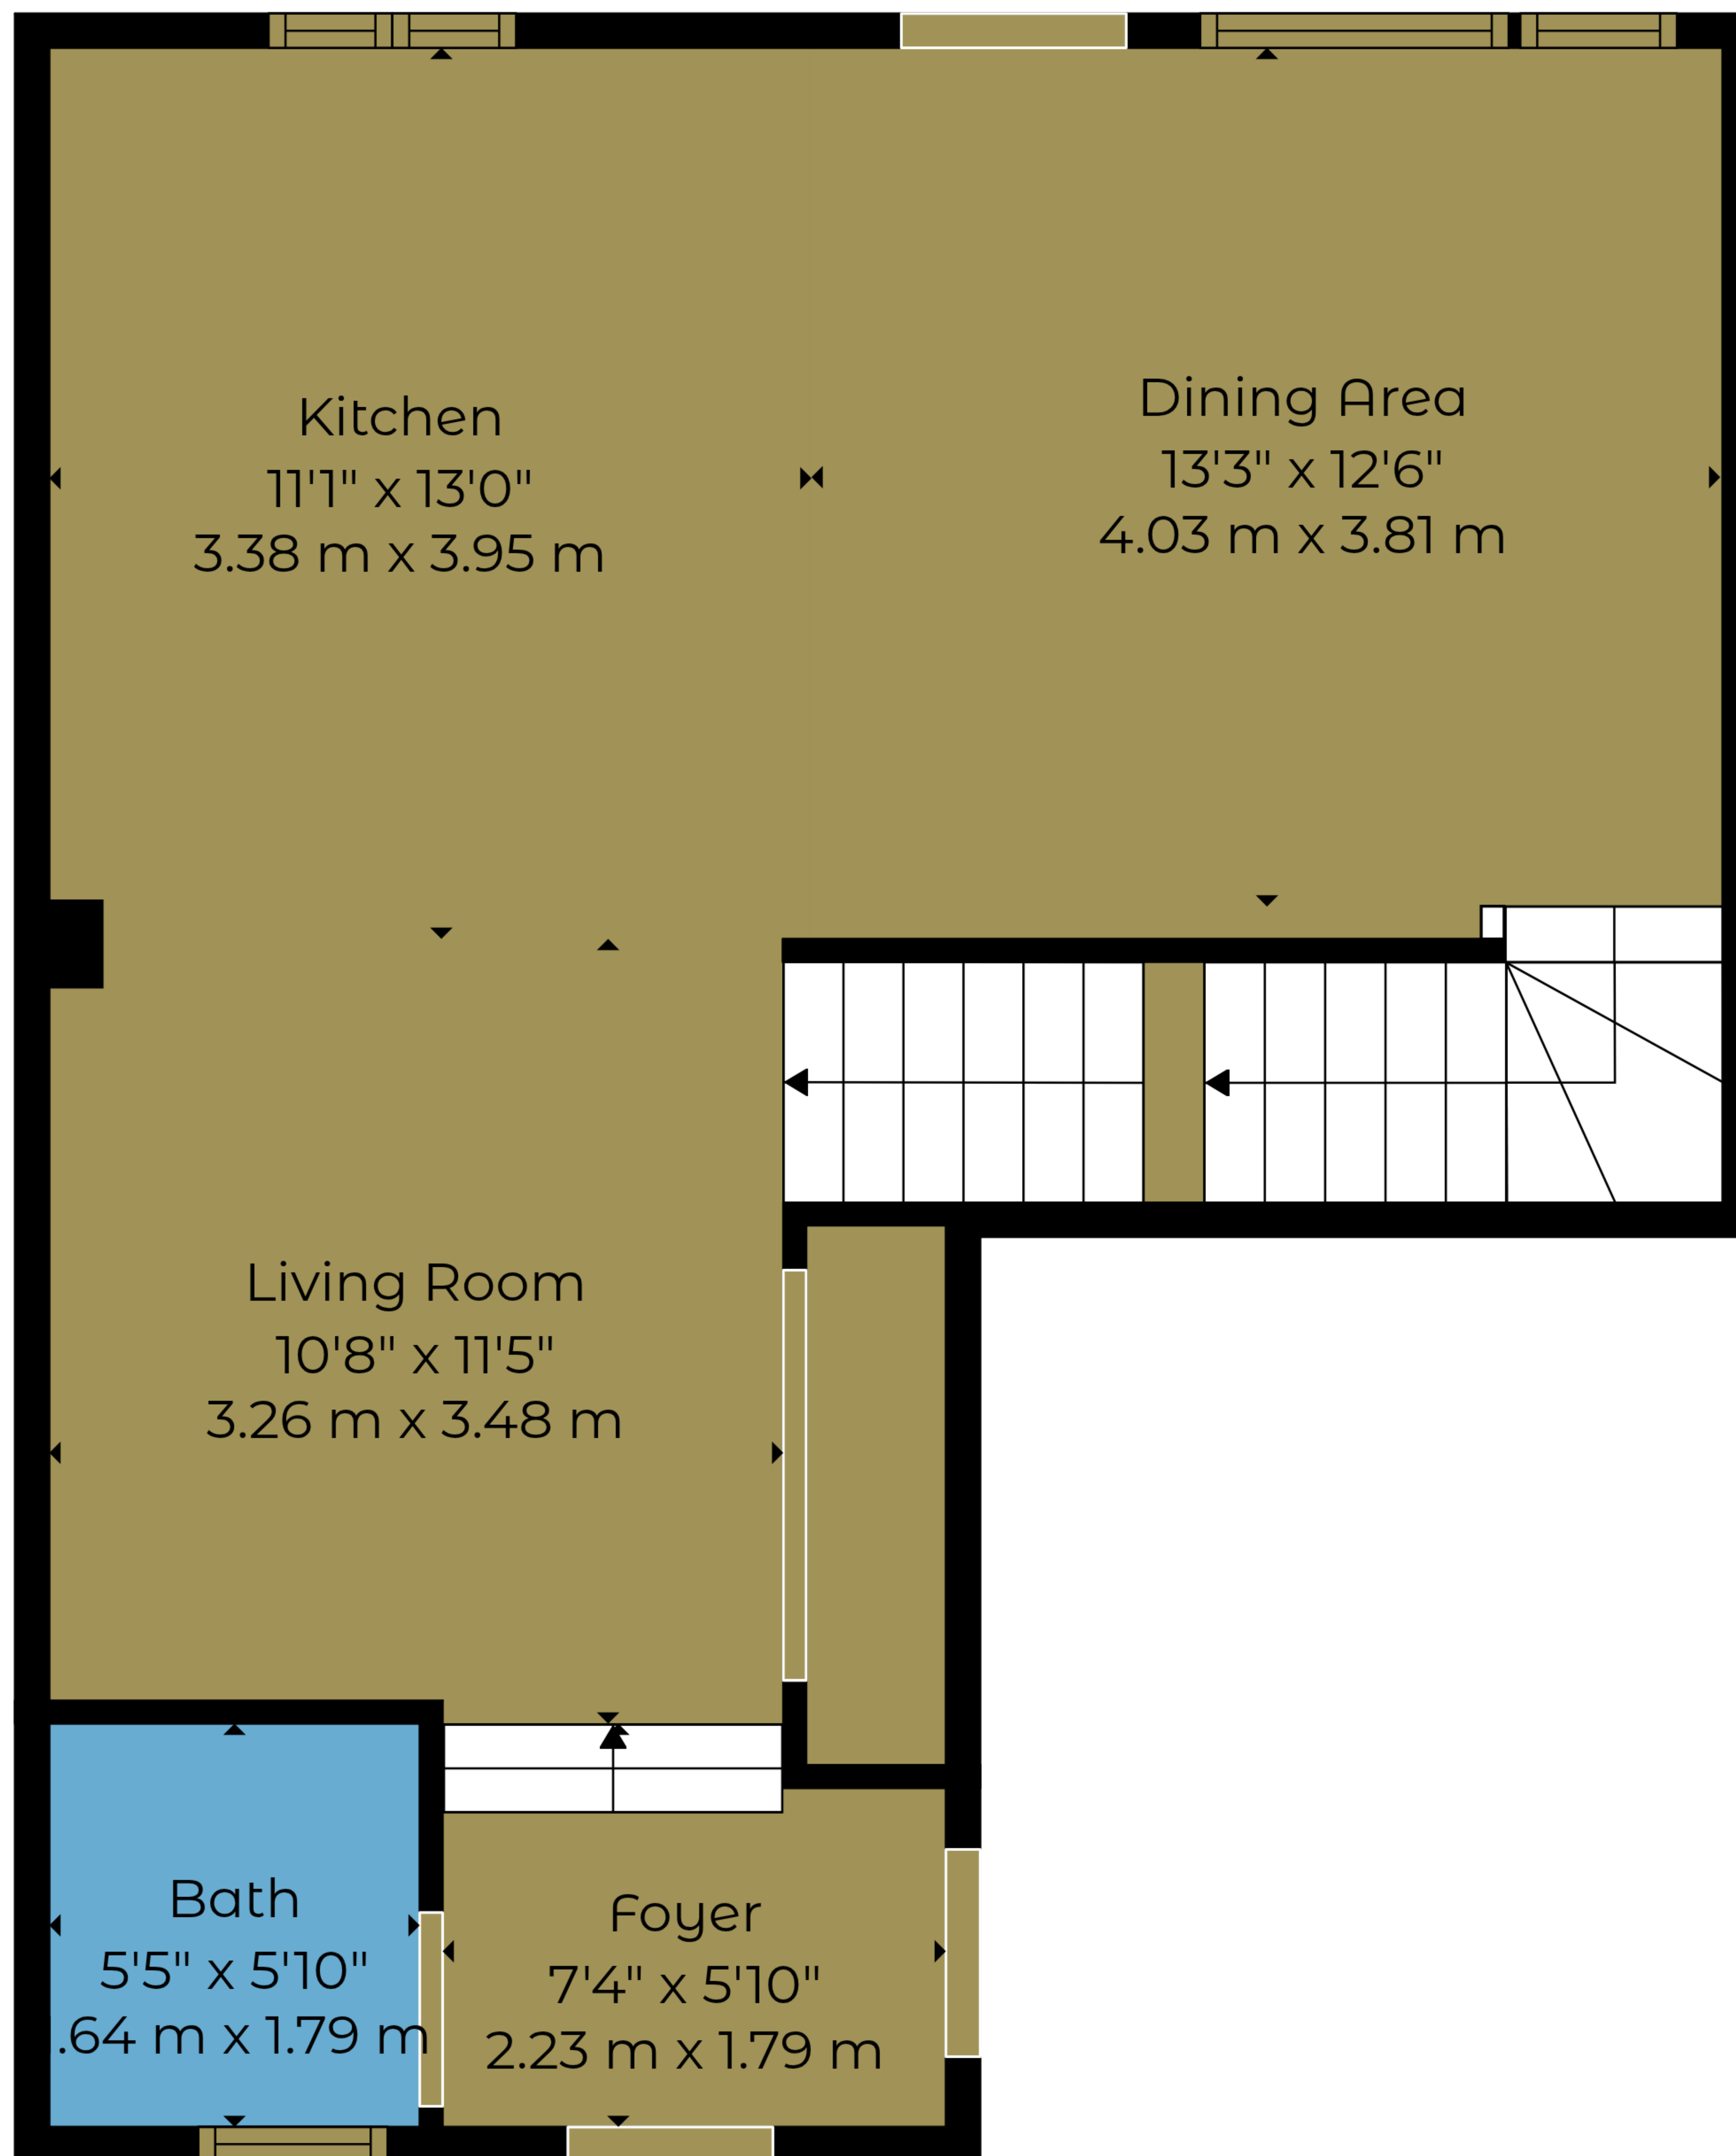 Kitchen
11'1" x 13'0"
3.38 m x 3.95 m
Dining Area
13'3" x 12'6"
4.03 m x 3.81 m
Living Room
10'8" x 11'5"
3.26 m x 3.48 m
Bath
5'5" x 5'10"
.64 m x 1.79 m
Foyer
7'4" x 5'10"
2.23 m x 1.79 m